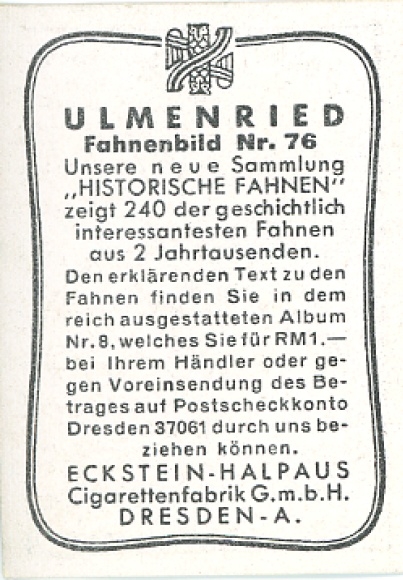 ULMENRIED
Fahnenbild Nr. 76
Unsere neue Sammlung
„HISTORISCHE FAHNEN“
zeigt 240 der geschichtlich
interessantesten Fahnen
aus 2 Jahrtausenden.
Den erklärenden Text zu den
Fahnen finden Sie in dem
reich ausgestatteten Album
Nr. 8, welches Sie für RM 1.—
bei Ihrem Händler oder ge-
gen Voreinsendung des Be-
trages auf Postscheckkonto
Dresden 37061 durch uns be-
ziehen können.
ECKSTEIN-HALPAUS
Cigarettenfabrik G.m.b.H.
DRESDEN-A.